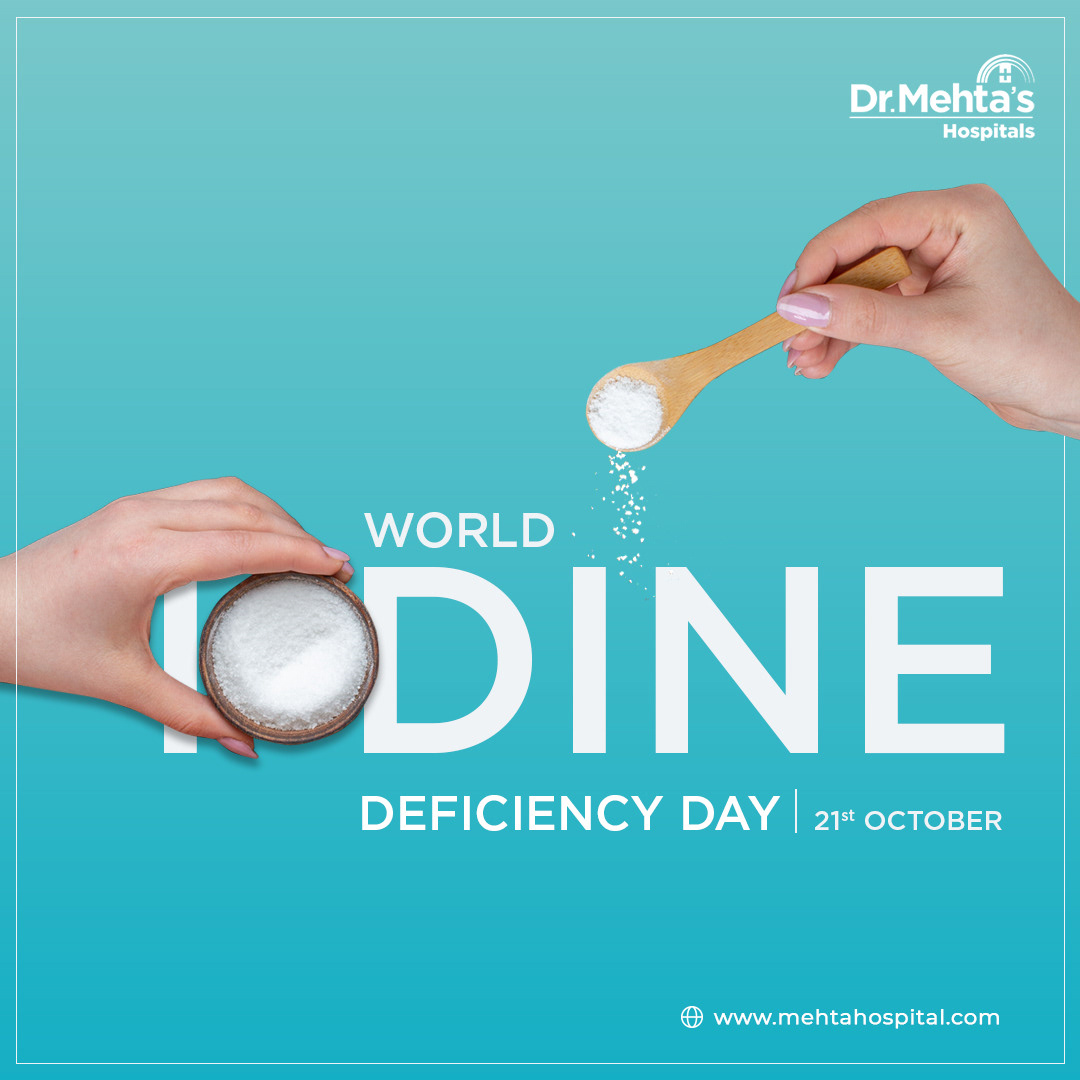 Dr.Mehta's
Hospitals
WORLD
IODINE
DEFICIENCY DAY | 21st OCTOBER
www.mehtahospital.com